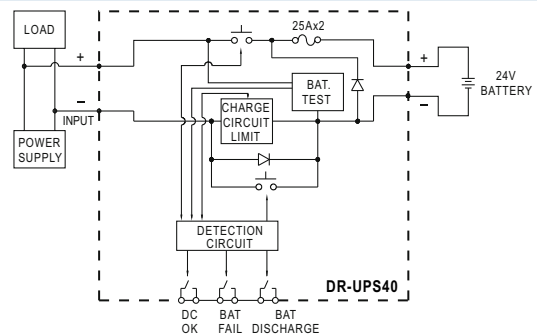 LOAD
25Ax2
+
+
BAT.
TEST
24V
BATTERY
−
−
INPUT
CHARGE
CIRCUIT
LIMIT
POWER
SUPPLY
DETECTION
CIRCUIT
DR-UPS40
DC
OK
BAT
FAIL
BAT
DISCHARGE